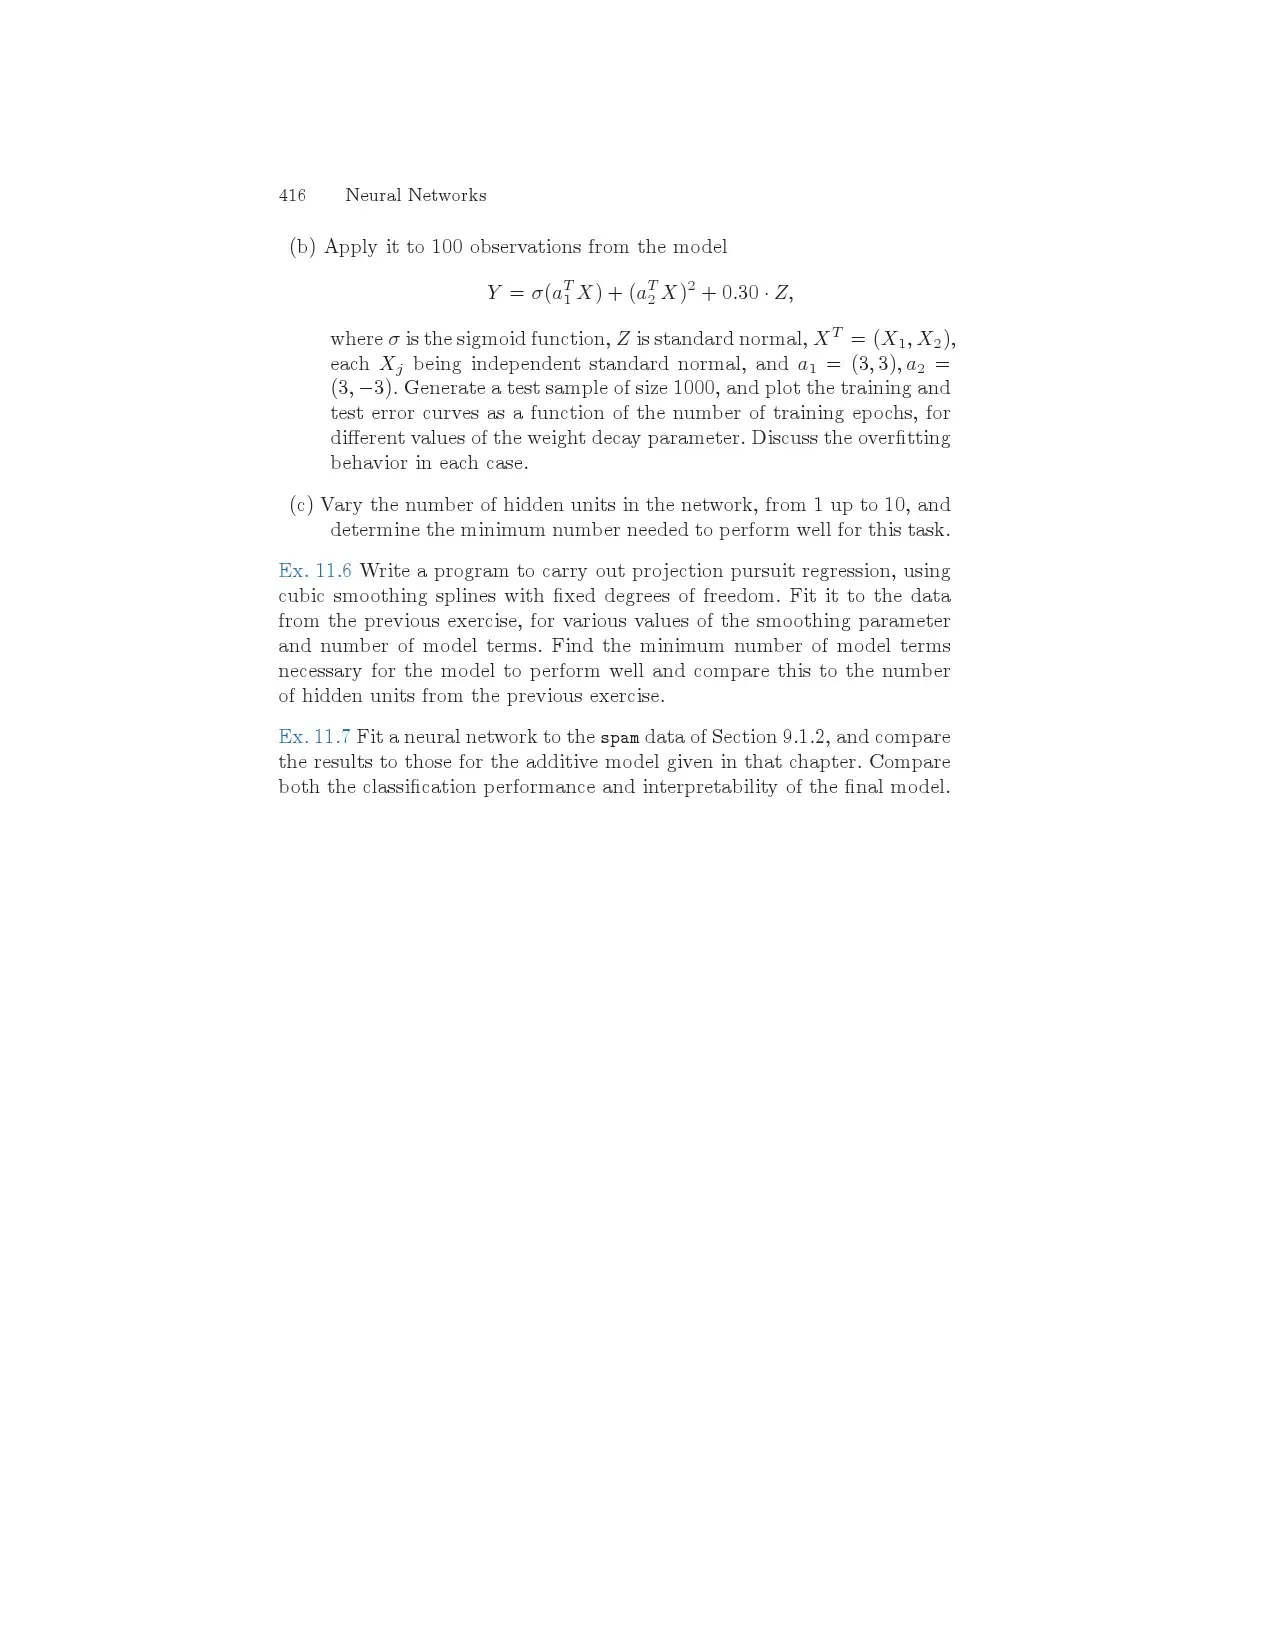 416 Neural Networks
(b) Apply it to 100 observations from the model
Y = σ(a₁ᵀX) + (a₂ᵀX)² + 0.30 · Z,
where σ is the sigmoid function, Z is standard normal, Xᵀ = (X₁, X₂),
each Xⱼ being independent standard normal, and a₁ = (3, 3), a₂ =
(3, −3). Generate a test sample of size 1000, and plot the training and
test error curves as a function of the number of training epochs, for
different values of the weight decay parameter. Discuss the overfitting
behavior in each case.
(c) Vary the number of hidden units in the network, from 1 up to 10, and
determine the minimum number needed to perform well for this task.
Ex. 11.6 Write a program to carry out projection pursuit regression, using
cubic smoothing splines with fixed degrees of freedom. Fit it to the data
from the previous exercise, for various values of the smoothing parameter
and number of model terms. Find the minimum number of model terms
necessary for the model to perform well and compare this to the number
of hidden units from the previous exercise.
Ex. 11.7 Fit a neural network to the spam data of Section 9.1.2, and compare
the results to those for the additive model given in that chapter. Compare
both the classification performance and interpretability of the final model.